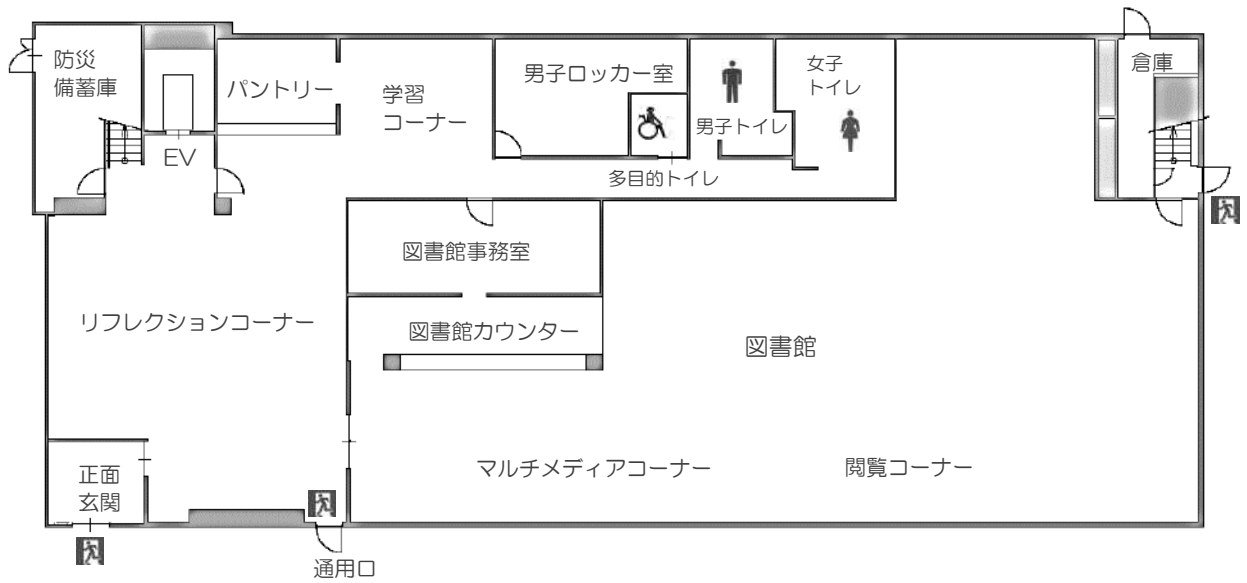 防災
備蓄庫
パントリー
学習
コーナー
男子ロッカー室
女子
トイレ
倉庫
男子トイレ
EV
多目的トイレ
図書館事務室
リフレクションコーナー
図書館カウンター
図書館
マルチメディアコーナー
閲覧コーナー
正面
玄関
通用口